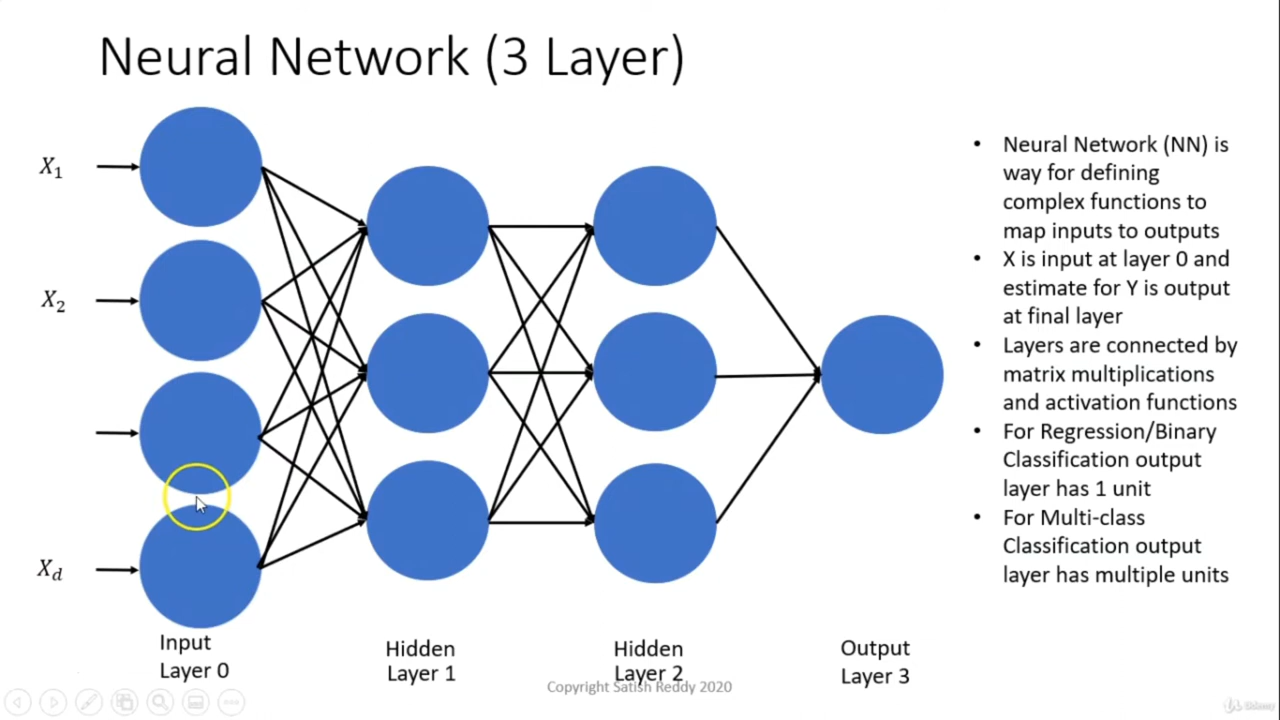 Neural Network (3 Layer)
X1
X2
Xd
Input
Layer 0
Hidden
Layer 1
Hidden
Layer 2
Output
Layer 3
• Neural Network (NN) is
way for defining
complex functions to
map inputs to outputs
• X is input at layer 0 and
estimate for Y is output
at final layer
• Layers are connected by
matrix multiplications
and activation functions
• For Regression/Binary
Classification output
layer has 1 unit
• For Multi-class
Classification output
layer has multiple units
Copyright Satish Reddy 2020
Udemy